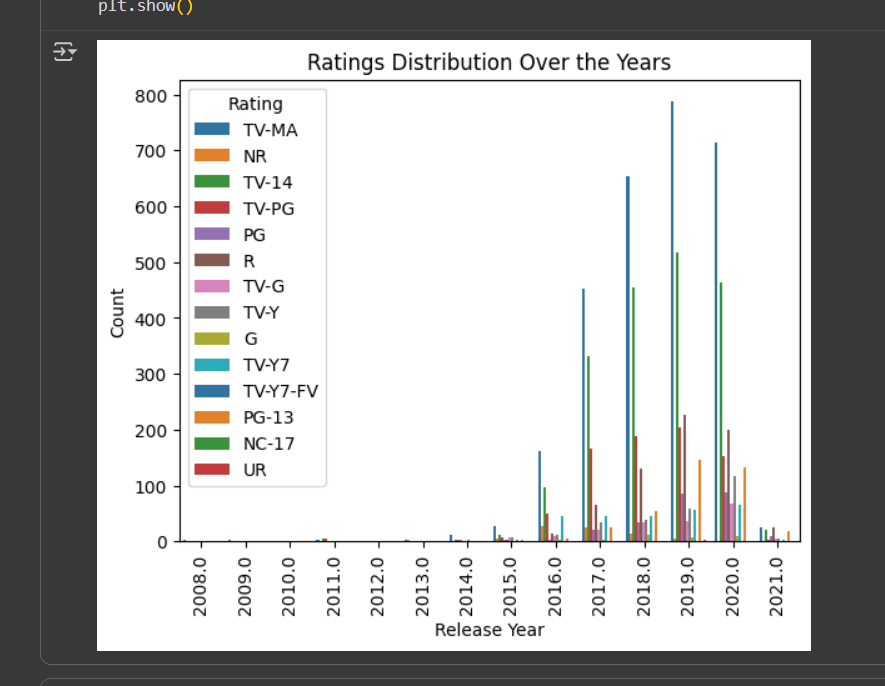 plt.show()
Ratings Distribution Over the Years
800
700
600
500
400
300
200
100
0
Count
Rating
TV-MA
NR
TV-14
TV-PG
PG
R
TV-G
TV-Y
G
TV-Y7
TV-Y7-FV
PG-13
NC-17
UR
2008.0
2009.0
2010.0
2011.0
2012.0
2013.0
2014.0
2015.0
2016.0
2017.0
2018.0
2019.0
2020.0
2021.0
Release Year